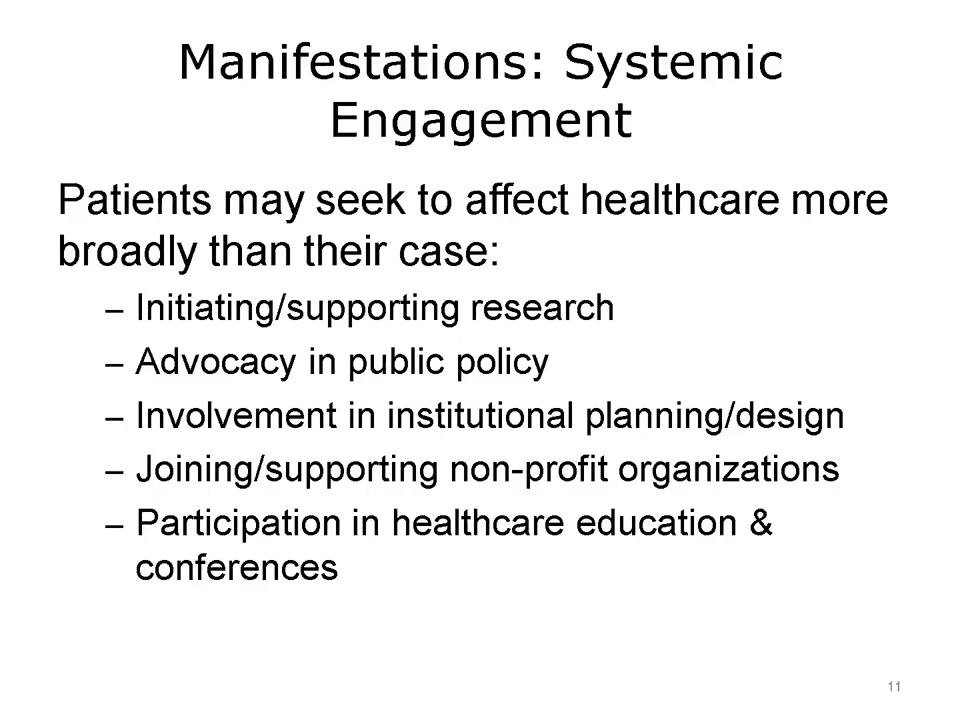 Manifestations: Systemic
Engagement
Patients may seek to affect healthcare more
broadly than their case:
– Initiating/supporting research
– Advocacy in public policy
– Involvement in institutional planning/design
– Joining/supporting non-profit organizations
– Participation in healthcare education &
conferences
11